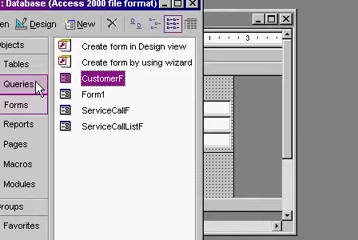 : Database (Access 2000 file format)
en Design New
bjects
Tables
Queries
Forms
Reports
Pages
Macros
Modules
roups
Favorites
Create form in Design view
Create form by using wizard
CustomerF
Form1
ServiceCallF
ServiceCallListF
3